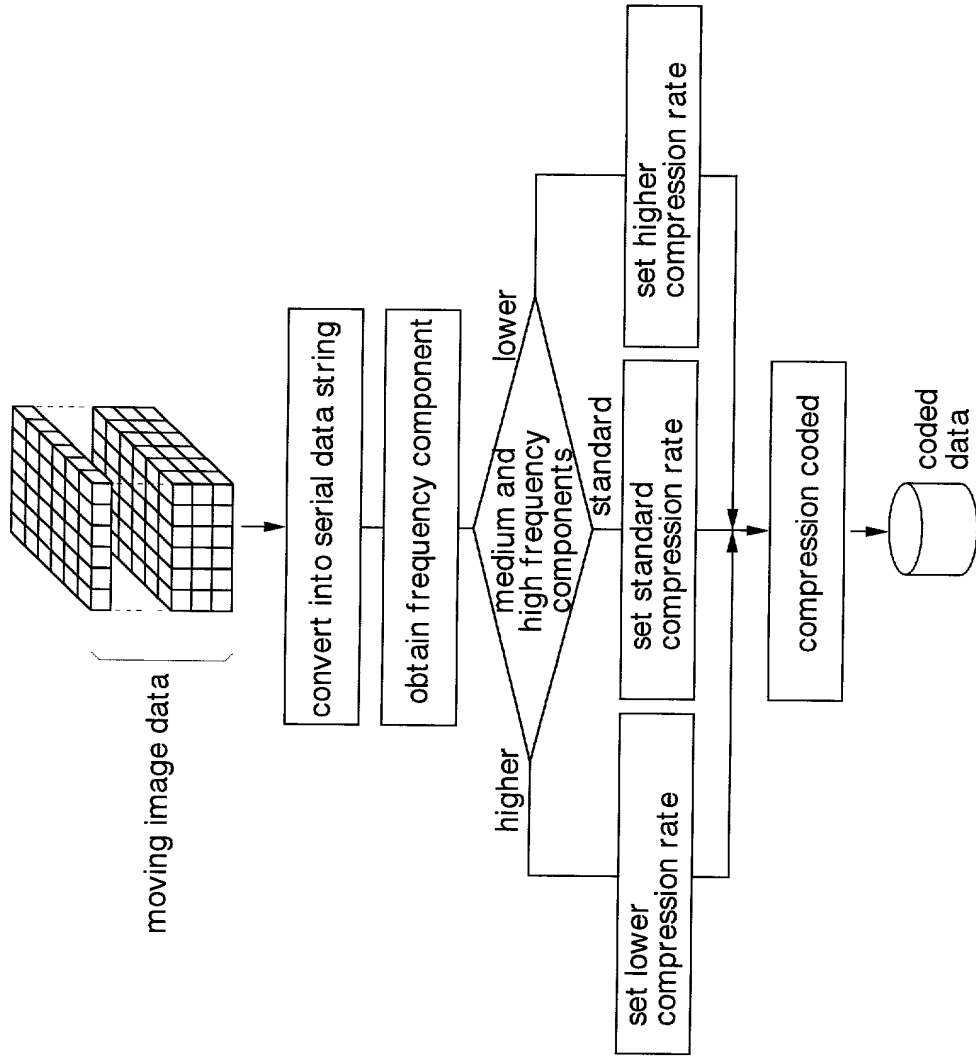 moving image data
convert into serial data string
obtain frequency component
medium and
high frequency
components
higher
standard
lower
set lower
compression rate
set standard
compression rate
set higher
compression rate
compression coded
coded
data